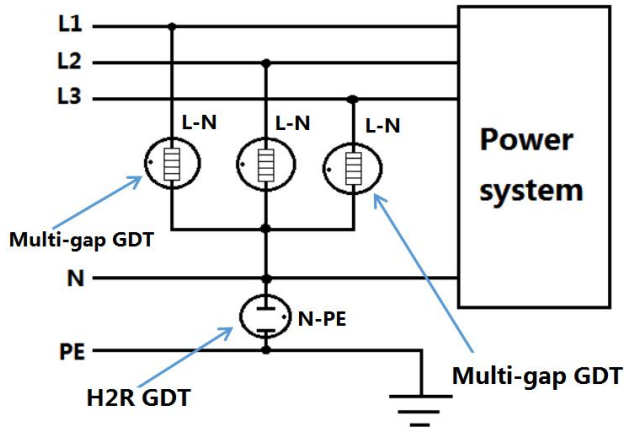 L1
L2
L3
L-N
L-N
L-N
Power
system
Multi-gap GDT
N
N-PE
PE
H2R GDT
Multi-gap GDT